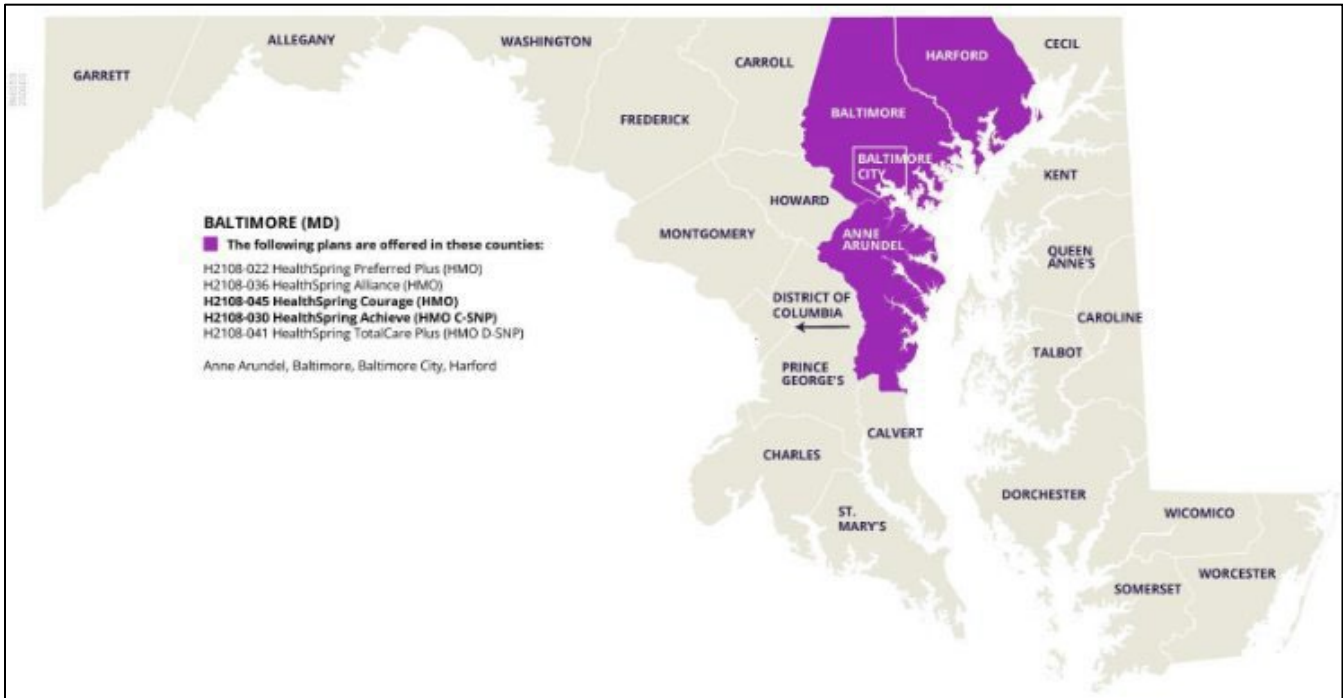 ALLEGANY
WASHINGTON
GARRETT
CARROLL
HARFORD
CECIL
FREDERICK
BALTIMORE
BALTIMORE
CITY
KENT
HOWARD
MONTGOMERY
ANNE
ARUNDEL
QUEEN
ANNE'S
BALTIMORE (MD)
The following plans are offered in these counties:
H2108-022 HealthSpring Preferred Plus (HMO)
H2108-036 HealthSpring Alliance (HMO)
H2108-045 HealthSpring Courage (HMO)
H2108-030 HealthSpring Achieve (HMO C-SNP)
H2108-041 HealthSpring TotalCare Plus (HMO D-SNP)
Anne Arundel, Baltimore, Baltimore City, Harford
DISTRICT OF
COLUMBIA
CAROLINE
TALBOT
PRINCE
GEORGE'S
CALVERT
CHARLES
ST.
MARY'S
DORCHESTER
WICOMICO
WORCESTER
SOMERSET